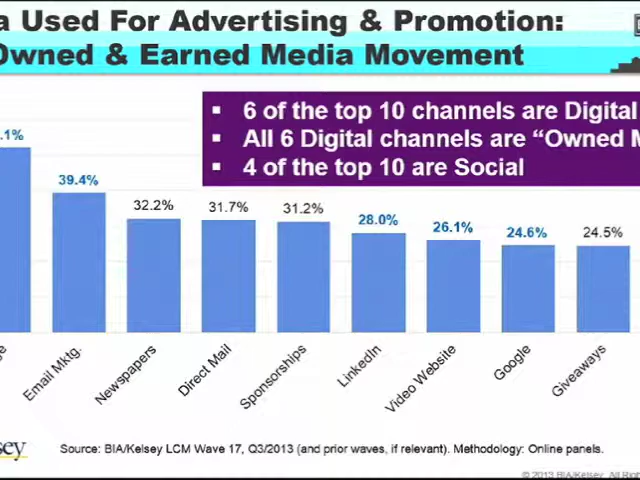 a Used For Advertising & Promotion:
Owned & Earned Media Movement
6 of the top 10 channels are Digital
All 6 Digital channels are “Owned M
4 of the top 10 are Social
.1%
39.4%
32.2%
31.7%
31.2%
28.0%
26.1%
24.6%
24.5%
e
Email Mktg.
Newspapers
Direct Mail
Sponsorships
LinkedIn
Video Website
Google
Giveaways
sey
Source: BIA/Kelsey LCM Wave 17, Q3/2013 (and prior waves, if relevant). Methodology: Online panels.
© 2013 BIA/Kelsey. All Righ